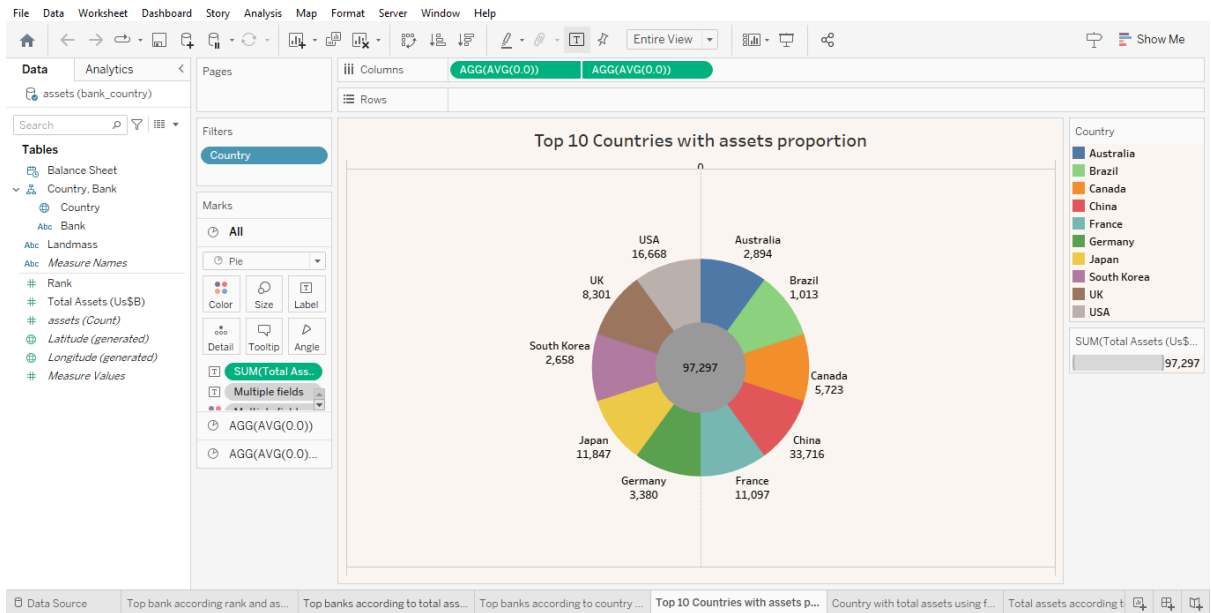 File Data Worksheet Dashboard Story Analysis Map Format Server Window Help
Entire View
Show Me
Data Analytics
assets (bank_country)
Search
Tables
Balance Sheet
Country, Bank
Country
Abc Bank
Abc Landmass
Abc Measure Names
Rank
Total Assets (Us$B)
assets (Count)
Latitude (generated)
Longitude (generated)
Measure Values
Pages
Filters
Country
Marks
All
Pie
Color Size Label
Detail Tooltip Angle
SUM(Total Ass..
Multiple fields
AGG(AVG(0.0))
AGG(AVG(0.0)...
Columns AGG(AVG(0.0)) AGG(AVG(0.0))
Rows
Top 10 Countries with assets proportion
0
USA
16,668
Australia
2,894
UK
8,301
Brazil
1,013
South Korea
2,658
97,297
Canada
5,723
Japan
11,847
China
33,716
Germany
3,380
France
11,097
Country
Australia
Brazil
Canada
China
France
Germany
Japan
South Korea
UK
USA
SUM(Total Assets (Us$...
97,297
Data Source Top bank according rank and as... Top banks according to total ass... Top banks according to country ... Top 10 Countries with assets p... Country with total assets using f... Total assets according t